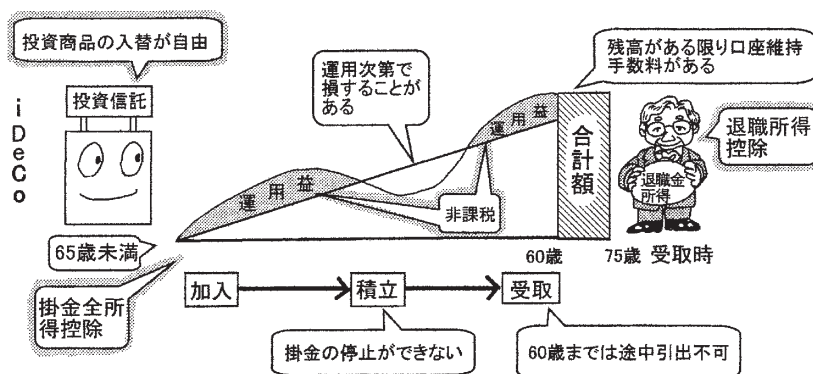 投資商品の入替が自由
投資信託
iDeCo
運用次第で
損することが
ある
残高がある限り口座維持
手数料がある
運用益
運用益
合計額
退職所得
控除
退職金
所得
非課税
65歳未満
60歳
75歳 受取時
掛金全所
得控除
加入
積立
受取
掛金の停止ができない
60歳までは途中引出不可